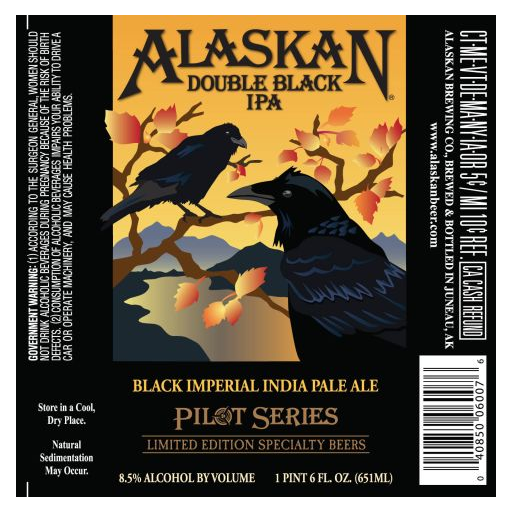 GOVERNMENT WARNING: (1) ACCORDING TO THE SURGEON GENERAL, WOMEN SHOULD
NOT DRINK ALCOHOLIC BEVERAGES DURING PREGNANCY BECAUSE OF THE RISK OF BIRTH
DEFECTS. (2) CONSUMPTION OF ALCOHOLIC BEVERAGES IMPAIRS YOUR ABILITY TO DRIVE A
CAR OR OPERATE MACHINERY, AND MAY CAUSE HEALTH PROBLEMS.
Store in a Cool,
Dry Place.
Natural
Sedimentation
May Occur.
ALASKAN®
DOUBLE BLACK
IPA
BLACK IMPERIAL INDIA PALE ALE
PILOT SERIES
LIMITED EDITION SPECIALTY BEERS
8.5% ALCOHOL BY VOLUME 1 PINT 6 FL. OZ. (651ML)
CT-ME-VT-DE-MA-NY-IA-OR 5¢/ MI 10¢ REF. CA CASH REFUND
ALASKAN BREWING CO., BREWED & BOTTLED IN JUNEAU, AK
www.alaskanbeer.com
0 40850 06007 6